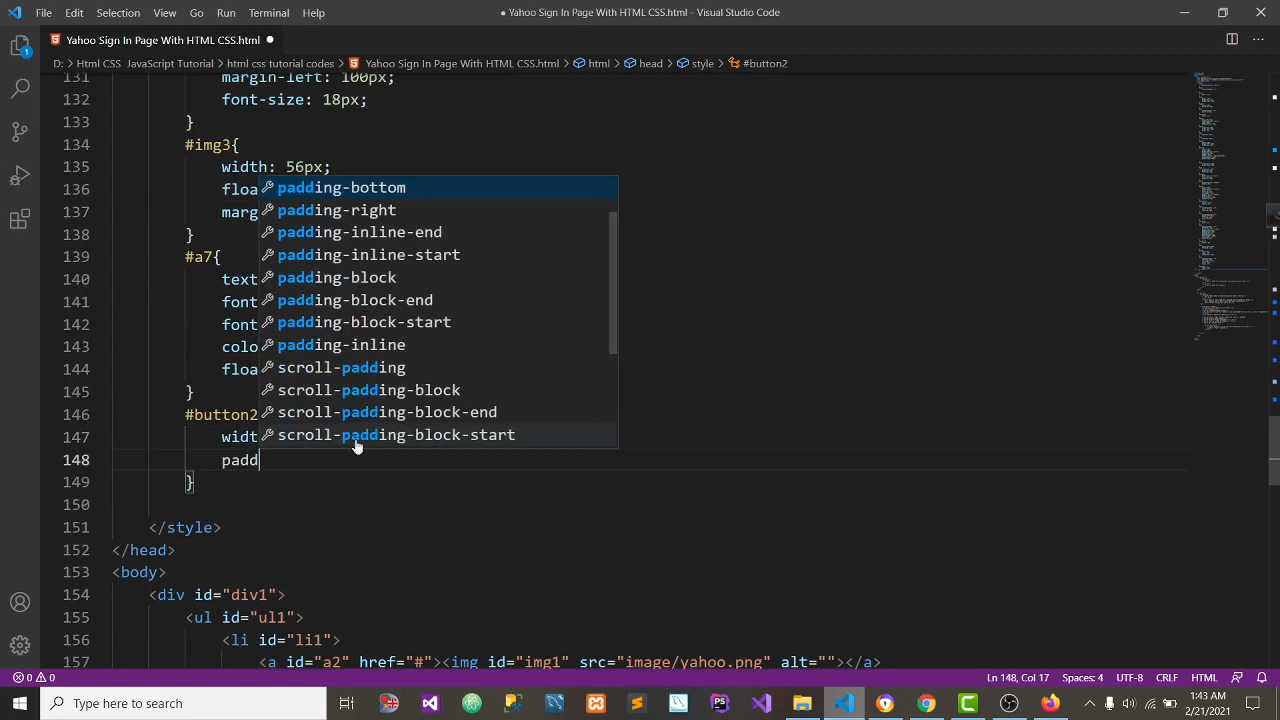 File Edit Selection View Go Run Terminal Help
● Yahoo Sign In Page With HTML CSS.html - Visual Studio Code
Yahoo Sign In Page With HTML CSS.html ●
D: > Html CSS JavaScript Tutorial > html css tutorial codes > Yahoo Sign In Page With HTML CSS.html > html > head > style > #button2
131 margin-left: 100px;
132 font-size: 18px;
133 }
134 #img3{
135 width: 56px;
136 floa
137 marg
138 }
139 #a7{
140 text
141 font
142 font
143 colo
144 floa
145 }
146 #button2
147 widt
148 padd
149 }
150
151 </style>
152 </head>
153 <body>
154 <div id="div1">
155 <ul id="ul1">
156 <li id="li1">
157 <a id="a2" href="#"><img id="img1" src="image/yahoo.png" alt=""></a>
padding-bottom
padding-right
padding-inline-end
padding-inline-start
padding-block
padding-block-end
padding-block-start
padding-inline
scroll-padding
scroll-padding-block
scroll-padding-block-end
scroll-padding-block-start
1
0 0
Ln 148, Col 17 Spaces: 4 UTF-8 CRLF HTML
Type here to search
PS
1:43 AM
2/21/2021